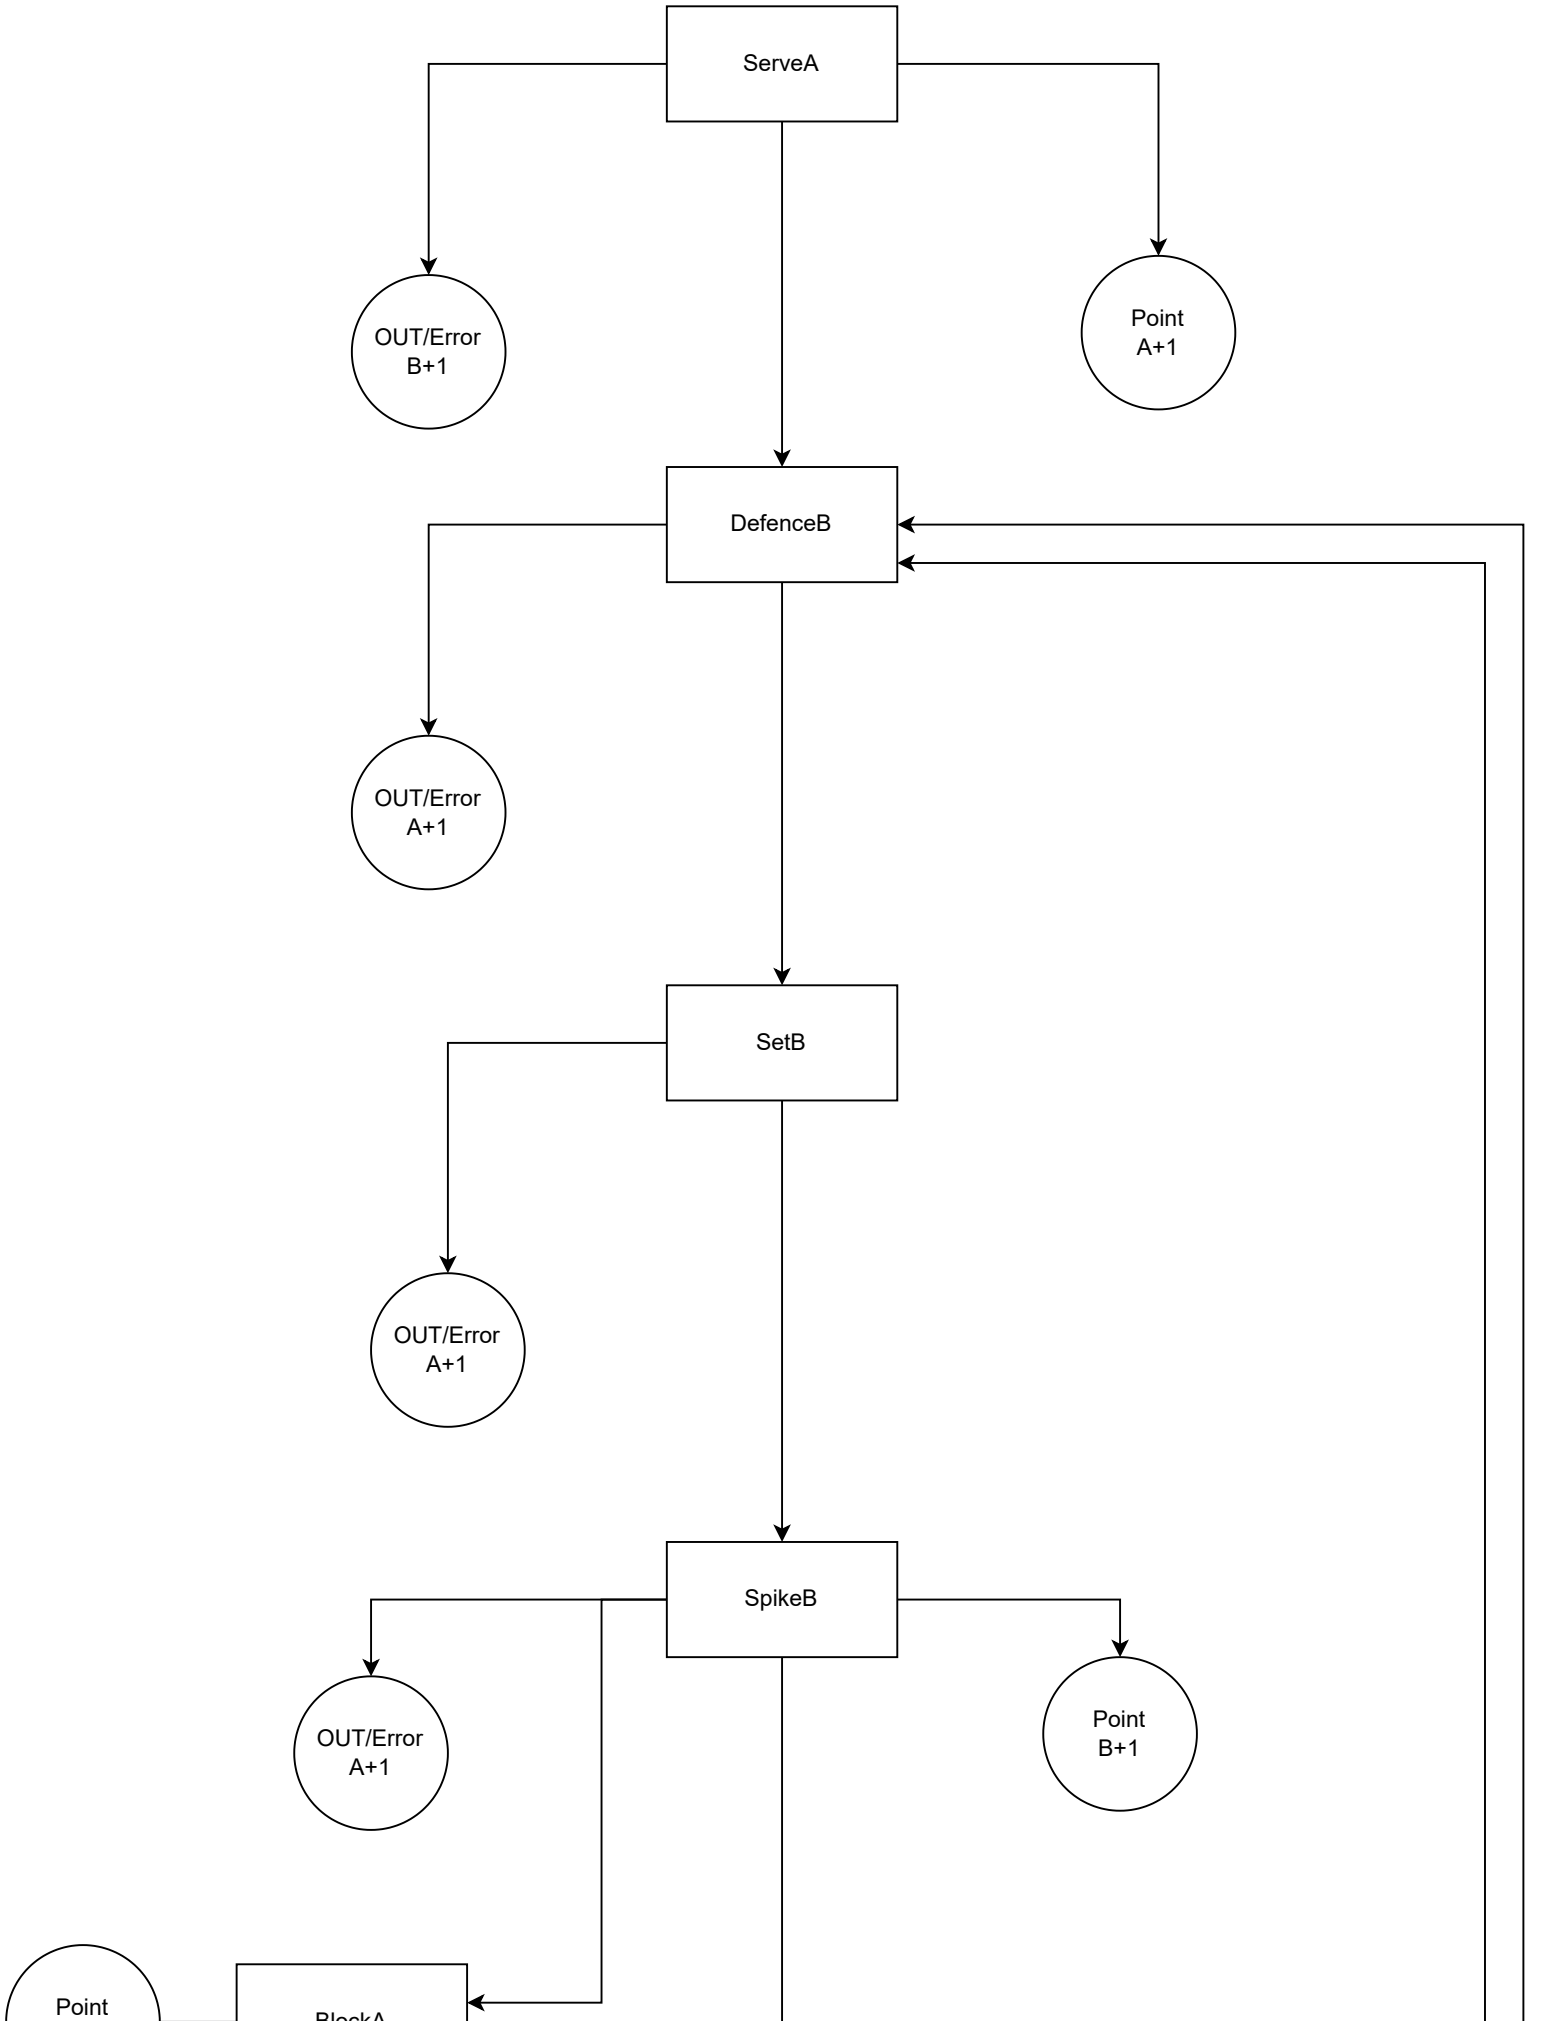 ServeA
OUT/Error
B+1
Point
A+1
DefenceB
OUT/Error
A+1
SetB
OUT/Error
A+1
SpikeB
OUT/Error
A+1
Point
B+1
Point
BlockA